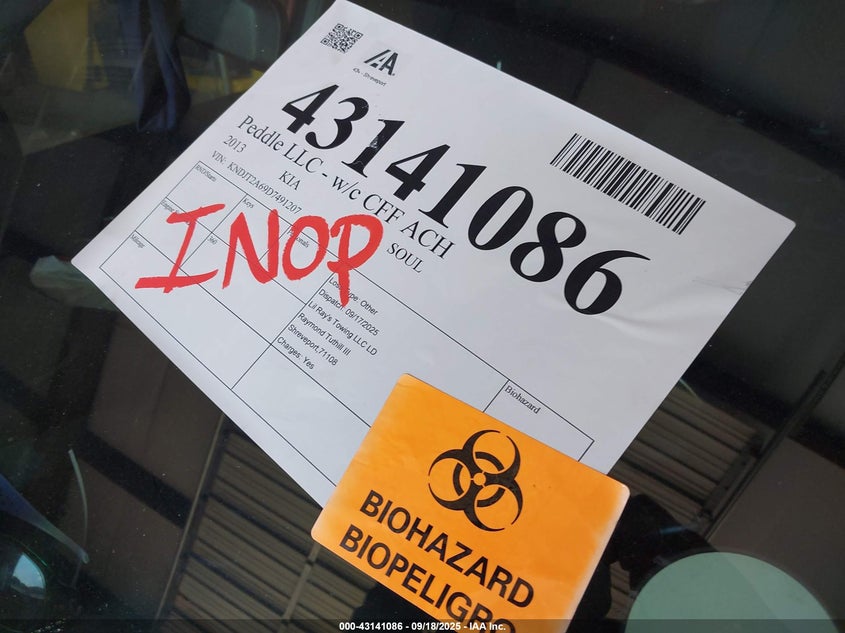 IAA
424 - Shreveport
43141086
Peddle LLC - w/e CFF ACH
2013 KIA SOUL
VIN: KNDJT2A69D7491207
Keys
INOP
360
Mileage
Loss Type: Other
Dispatch: 09/17/2025
Lil Ray's Towing LLC LD
Raymond Tuthill III
Shreveport,71108
Charges: Yes
Biohazard
BIOHAZARD
BIOPELIGRO
000-43141086 - 09/18/2025 - IAA Inc.